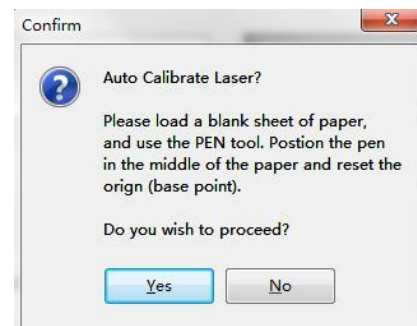 Confirm
Auto Calibrate Laser?
Please load a blank sheet of paper,
and use the PEN tool. Postion the pen
in the middle of the paper and reset the
orign (base point).
Do you wish to proceed?
Yes
No